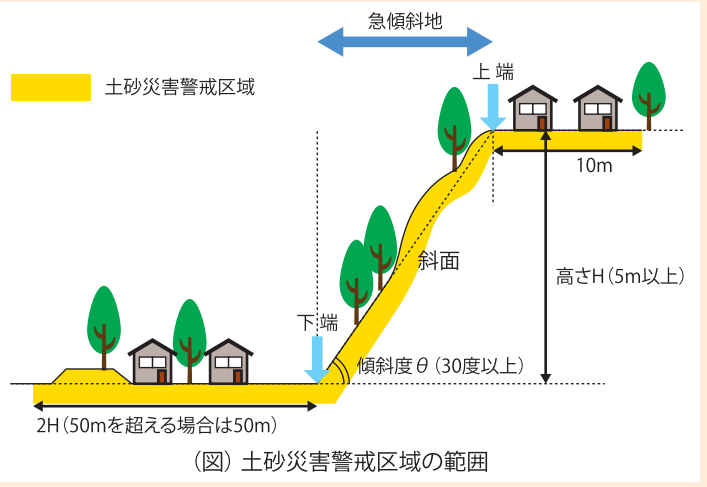 急傾斜地
土砂災害警戒区域
上端
10m
斜面
高さH(5m以上)
下端
傾斜度θ(30度以上)
2H(50mを超える場合は50m)
(図)土砂災害警戒区域の範囲